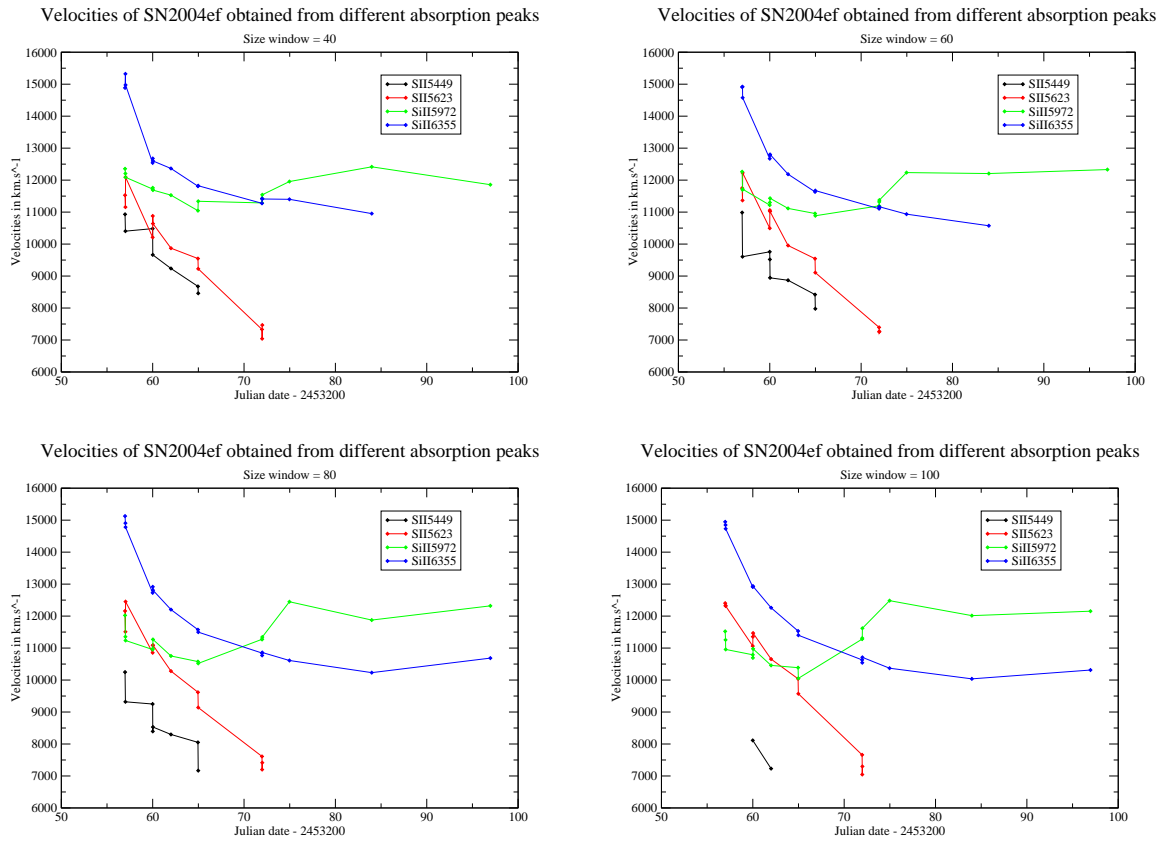 Velocities of SN2004ef obtained from different absorption peaks
Size window = 40
16000
15000
14000
13000
12000
11000
10000
9000
8000
7000
6000
Velocities in km.s^-1
SII5449
SII5623
SiII5972
SiII6355
50 60 70 80 90 100
Julian date - 2453200
Velocities of SN2004ef obtained from different absorption peaks
Size window = 60
16000
15000
14000
13000
12000
11000
10000
9000
8000
7000
6000
Velocities in km.s^-1
SII5449
SII5623
SiII5972
SiII6355
50 60 70 80 90 100
Julian date - 2453200
Velocities of SN2004ef obtained from different absorption peaks
Size window = 80
16000
15000
14000
13000
12000
11000
10000
9000
8000
7000
6000
Velocities in km.s^-1
SII5449
SII5623
SiII5972
SiII6355
50 60 70 80 90 100
Julian date - 2453200
Velocities of SN2004ef obtained from different absorption peaks
Size window = 100
16000
15000
14000
13000
12000
11000
10000
9000
8000
7000
6000
Velocities in km.s^-1
SII5449
SII5623
SiII5972
SiII6355
50 60 70 80 90 100
Julian date - 2453200